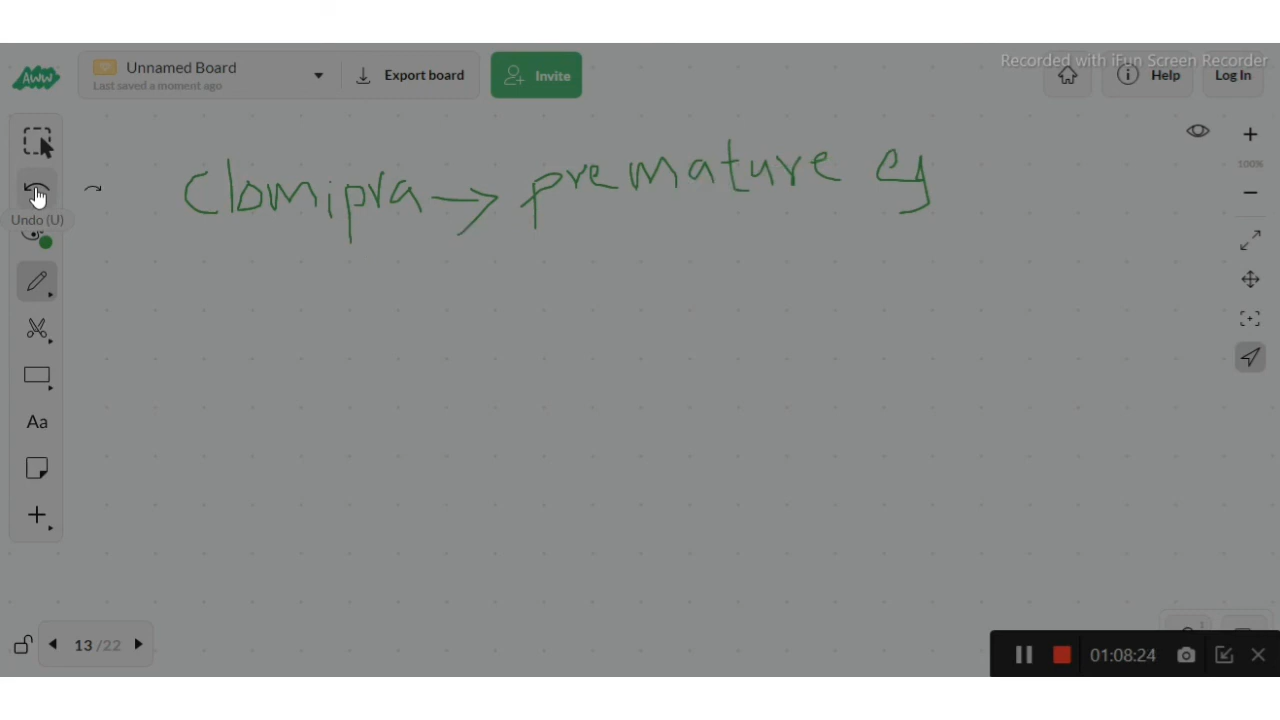 Recorded with iFun Screen Recorder
AWW
Unnamed Board
Last saved a moment ago
Export board
Invite
Help
Log In
Clomipra → premature ej
Undo (U)
100%
Aa
13 /22
01:08:24